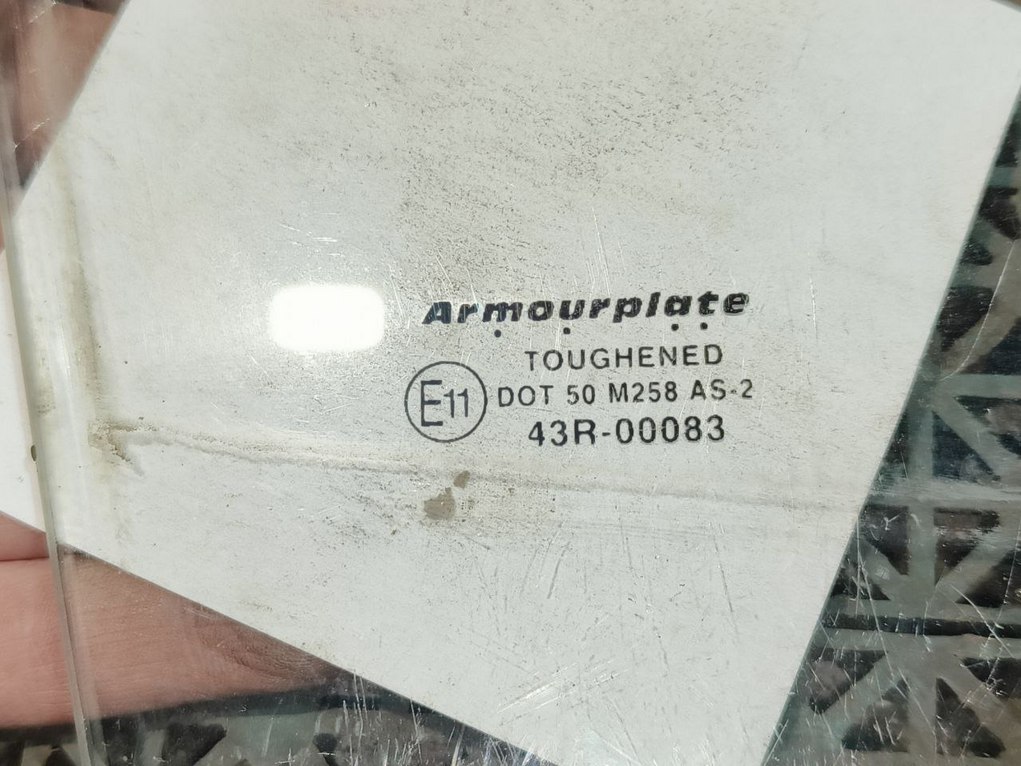 Armourplate
TOUGHENED
E11 DOT 50 M258 AS-2
43R-00083